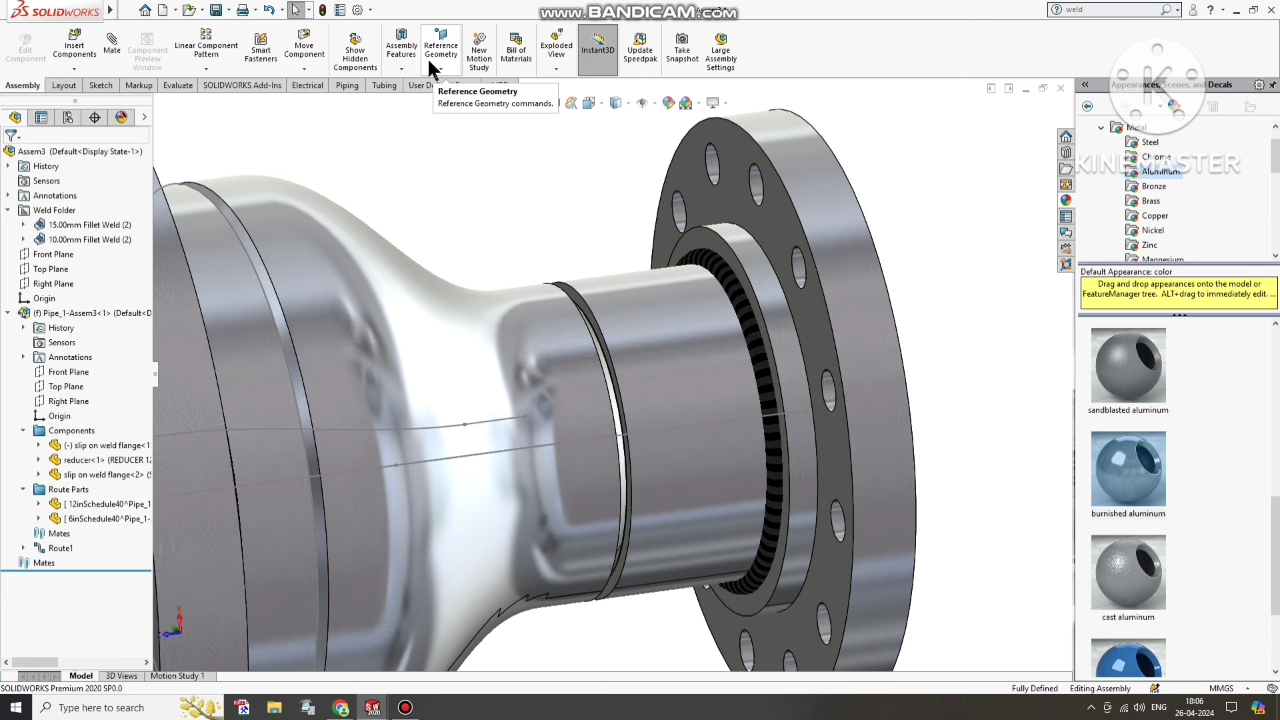 www.BANDICAM.com
SOLIDWORKS
weld
Edit Component
Insert Components
Mate
Component Preview Window
Linear Component Pattern
Smart Fasteners
Move Component
Show Hidden Components
Assembly Features
Reference Geometry
New Motion Study
Bill of Materials
Exploded View
Instant3D
Update Speedpak
Take Snapshot
Large Assembly Settings
Assembly
Layout
Sketch
Markup
Evaluate
SOLIDWORKS Add-Ins
Electrical
Piping
Tubing
User De
Reference Geometry
Reference Geometry commands.
Appearances, Scenes, and Decals
KINEMASTER
Assem3 (Default<Display State-1>)
History
Sensors
Annotations
Weld Folder
15.00mm Fillet Weld (2)
10.00mm Fillet Weld (2)
Front Plane
Top Plane
Right Plane
Origin
(f) Pipe_1-Assem3<1> (Default<D
History
Sensors
Annotations
Front Plane
Top Plane
Right Plane
Origin
Components
(-) slip on weld flange<1
reducer<1> (REDUCER 12
slip on weld flange<2> (S
Route Parts
[ 12inSchedule40^Pipe_1-
[ 6inSchedule40^Pipe_1-
Mates
Route1
Mates
Metal
Steel
Chrome
Aluminum
Bronze
Brass
Copper
Nickel
Zinc
Magnesium
Default Appearance: color
Drag and drop appearances onto the model or
FeatureManager tree. ALT+drag to immediately edit. ...
sandblasted aluminum
burnished aluminum
cast aluminum
Model
3D Views
Motion Study 1
SOLIDWORKS Premium 2020 SP0.0
Fully Defined
Editing Assembly
MMGS
Type here to search
ENG
18:06
26-04-2024